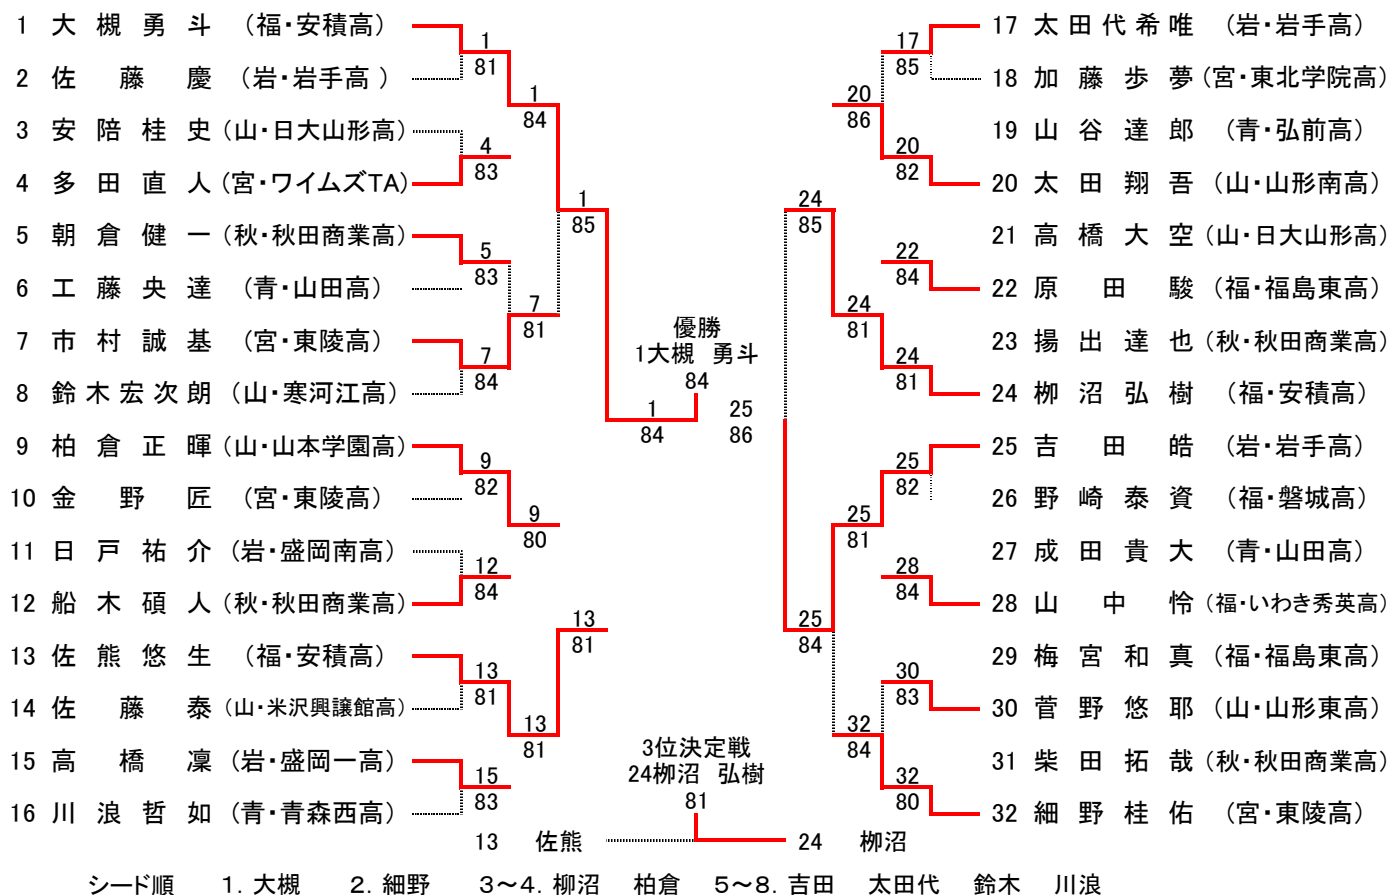 1 大槻勇斗 (福・安積高)
2 佐藤慶 (岩・岩手高)
3 安陪桂史 (山・日大山形高)
4 多田直人 (宮・ワイムズTA)
5 朝倉健一 (秋・秋田商業高)
6 工藤央達 (青・山田高)
7 市村誠基 (宮・東陵高)
8 鈴木宏次朗 (山・寒河江高)
9 柏倉正暉 (山・山本学園高)
10 金野匠 (宮・東陵高)
11 日戸祐介 (岩・盛岡南高)
12 船木碩人 (秋・秋田商業高)
13 佐熊悠生 (福・安積高)
14 佐藤泰 (山・米沢興譲館高)
15 高橋凜 (岩・盛岡一高)
16 川浪哲如 (青・青森西高)
1
81
4
83
5
83
7
84
9
82
12
84
13
81
15
83
1
84
7
81
9
80
13
81
1
85
13
81
1
84
優勝
1大槻 勇斗
84
25
86
24
85
25
84
20
86
24
81
25
81
32
84
17
85
20
82
22
84
24
81
25
82
28
84
30
83
32
80
17 太田代希唯 (岩・岩手高)
18 加藤歩夢 (宮・東北学院高)
19 山谷達郎 (青・弘前高)
20 太田翔吾 (山・山形南高)
21 高橋大空 (山・日大山形高)
22 原田駿 (福・福島東高)
23 揚出達也 (秋・秋田商業高)
24 栁沼弘樹 (福・安積高)
25 吉田皓 (岩・岩手高)
26 野崎泰資 (福・磐城高)
27 成田貴大 (青・山田高)
28 山中怜 (福・いわき秀英高)
29 梅宮和真 (福・福島東高)
30 菅野悠耶 (山・山形東高)
31 柴田拓哉 (秋・秋田商業高)
32 細野桂佑 (宮・東陵高)
3位決定戦
24栁沼 弘樹
81
13 佐熊
24 栁沼
シード順 1. 大槻 2. 細野 3～4. 柳沼 柏倉 5～8. 吉田 太田代 鈴木 川浪